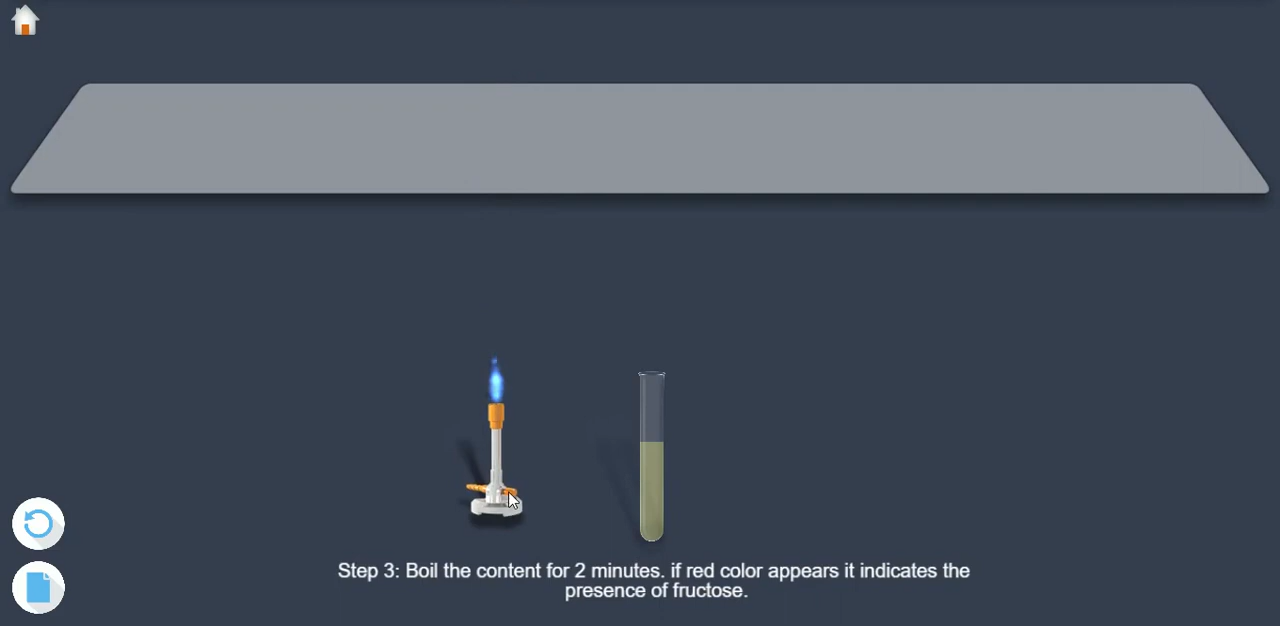 Step 3: Boil the content for 2 minutes. if red color appears it indicates the
presence of fructose.